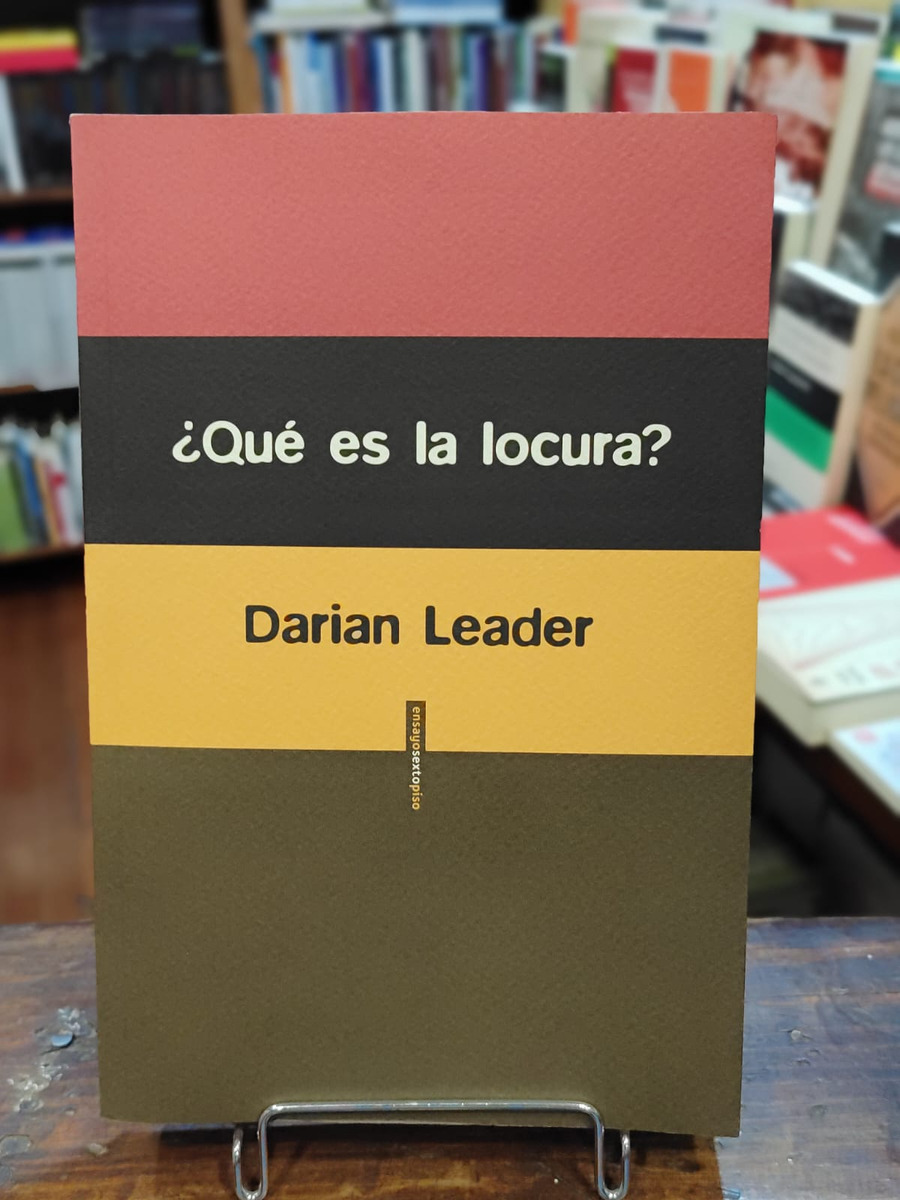 ¿Qué es la locura?
Darian Leader
ensayosextopiso